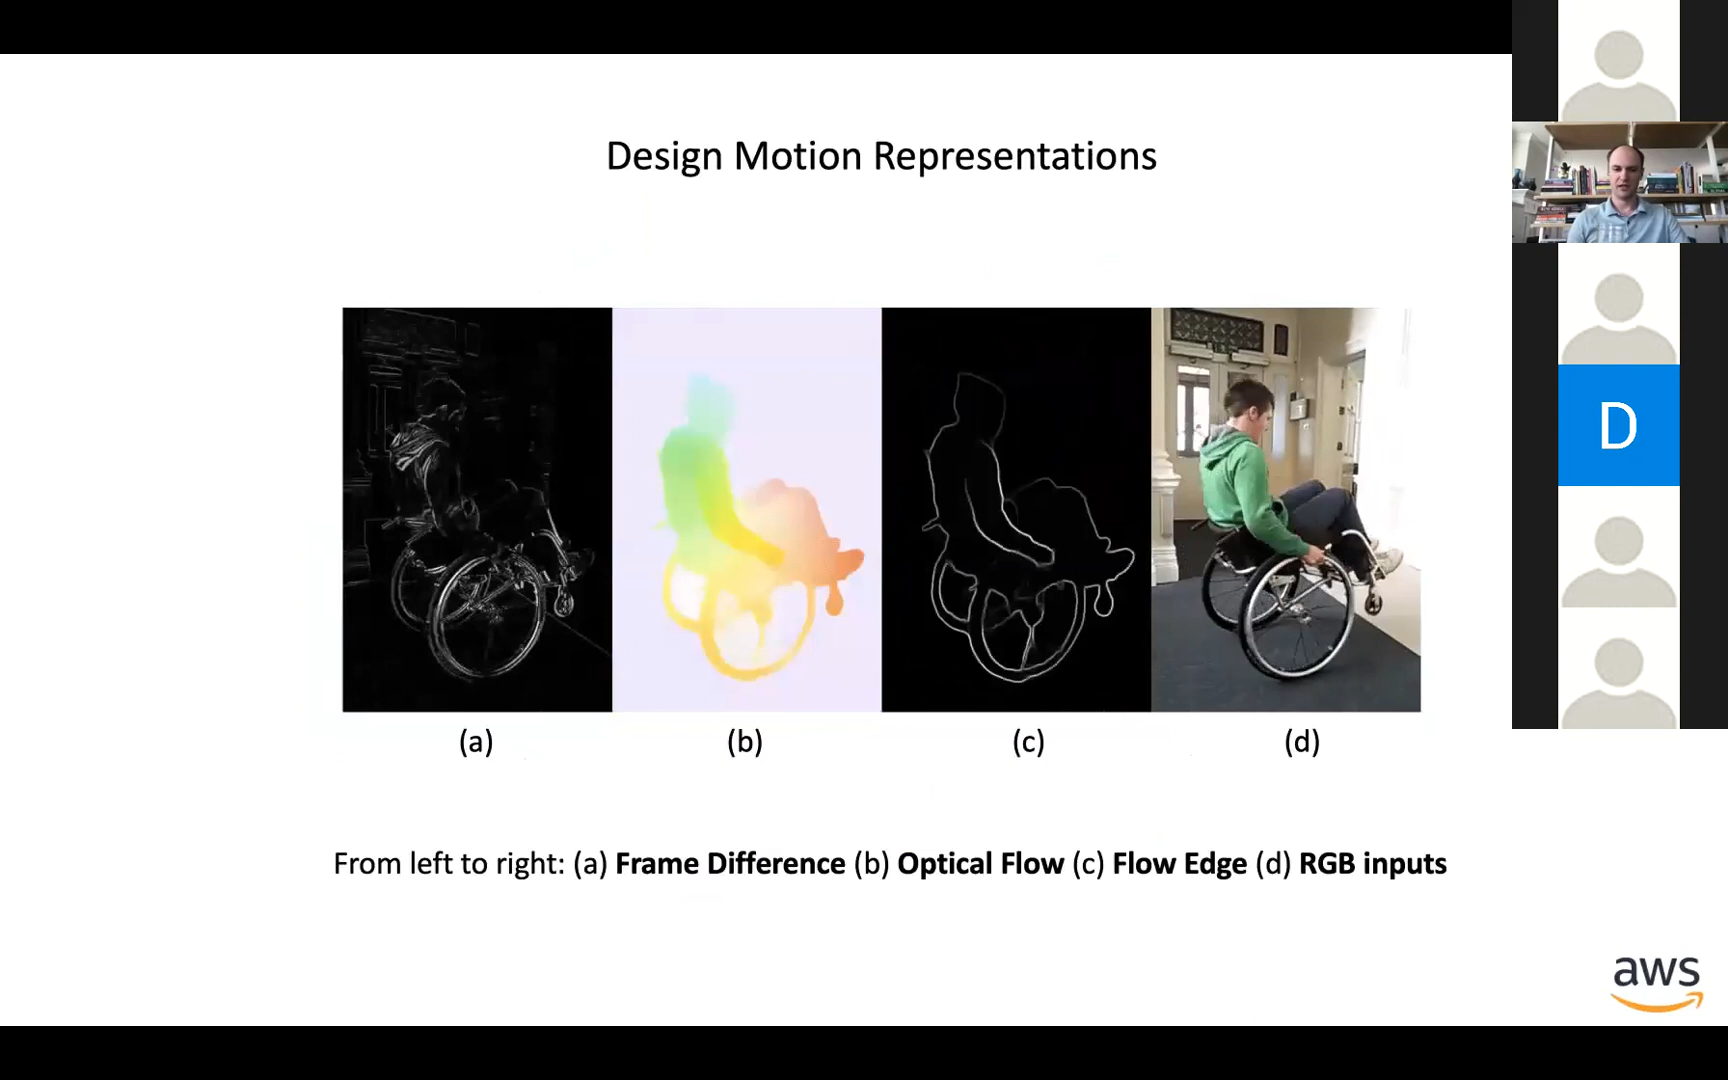 Design Motion Representations
(a)
(b)
(c)
(d)
From left to right: (a) Frame Difference (b) Optical Flow (c) Flow Edge (d) RGB inputs
D
aws